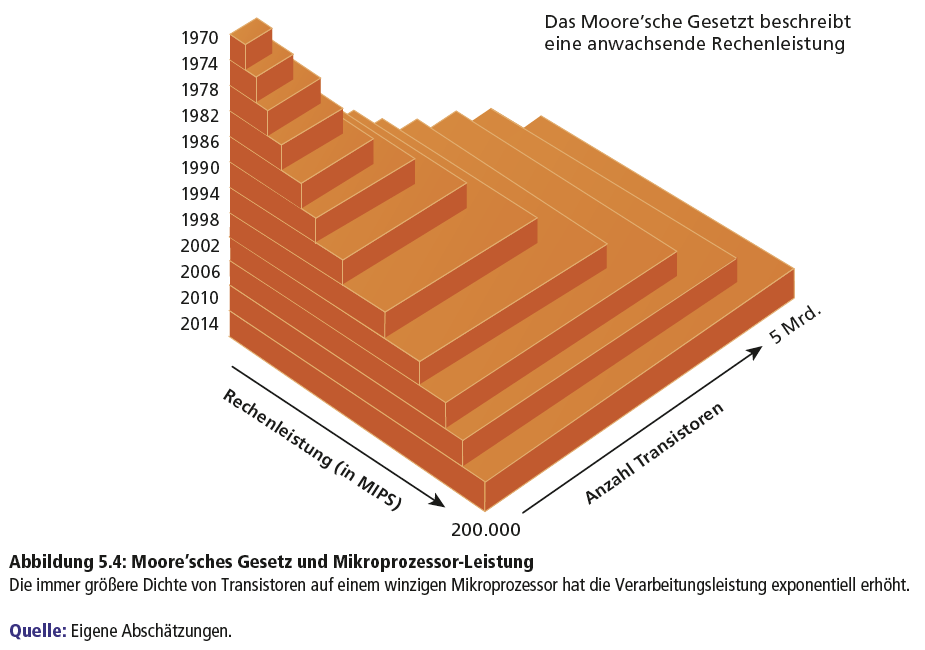 Das Moore’sche Gesetzt beschreibt
eine anwachsende Rechenleistung
1970
1974
1978
1982
1986
1990
1994
1998
2002
2006
2010
2014
Rechenleistung (in MIPS)
200.000
Anzahl Transistoren
5 Mrd.
Abbildung 5.4: Moore’sches Gesetz und Mikroprozessor-Leistung
Die immer größere Dichte von Transistoren auf einem winzigen Mikroprozessor hat die Verarbeitungsleistung exponentiell erhöht.
Quelle: Eigene Abschätzungen.